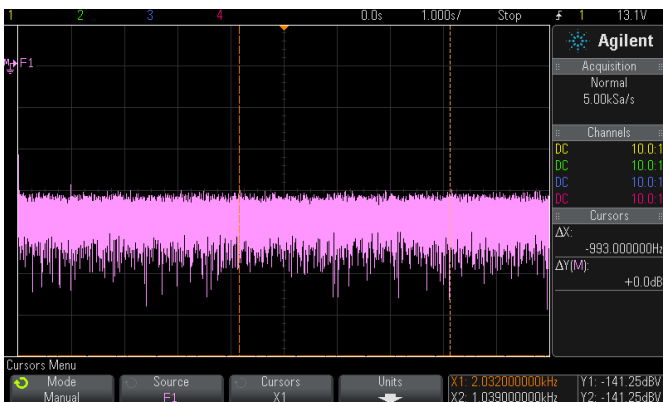 1 2 3 4 0.0s 1.000s/ Stop 1 13.1V
M F1
Agilent
Acquisition
Normal
5.00kSa/s
Channels
DC 10.0:1
DC 10.0:1
DC 10.0:1
DC 10.0:1
Cursors
ΔX:
-993.000000Hz
ΔY(M):
+0.0dB
Cursors Menu
Mode Source Cursors Units X1: 2.032000000kHz Y1: -141.25dBV
Manual F1 X1 X2: 1.039000000kHz Y2: -141.25dBV